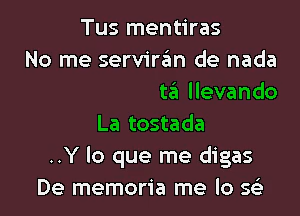 Tus mentiras
No me servirán de nada
tá llevando
La tostada
..Y lo que me digas
De memoria me lo sé